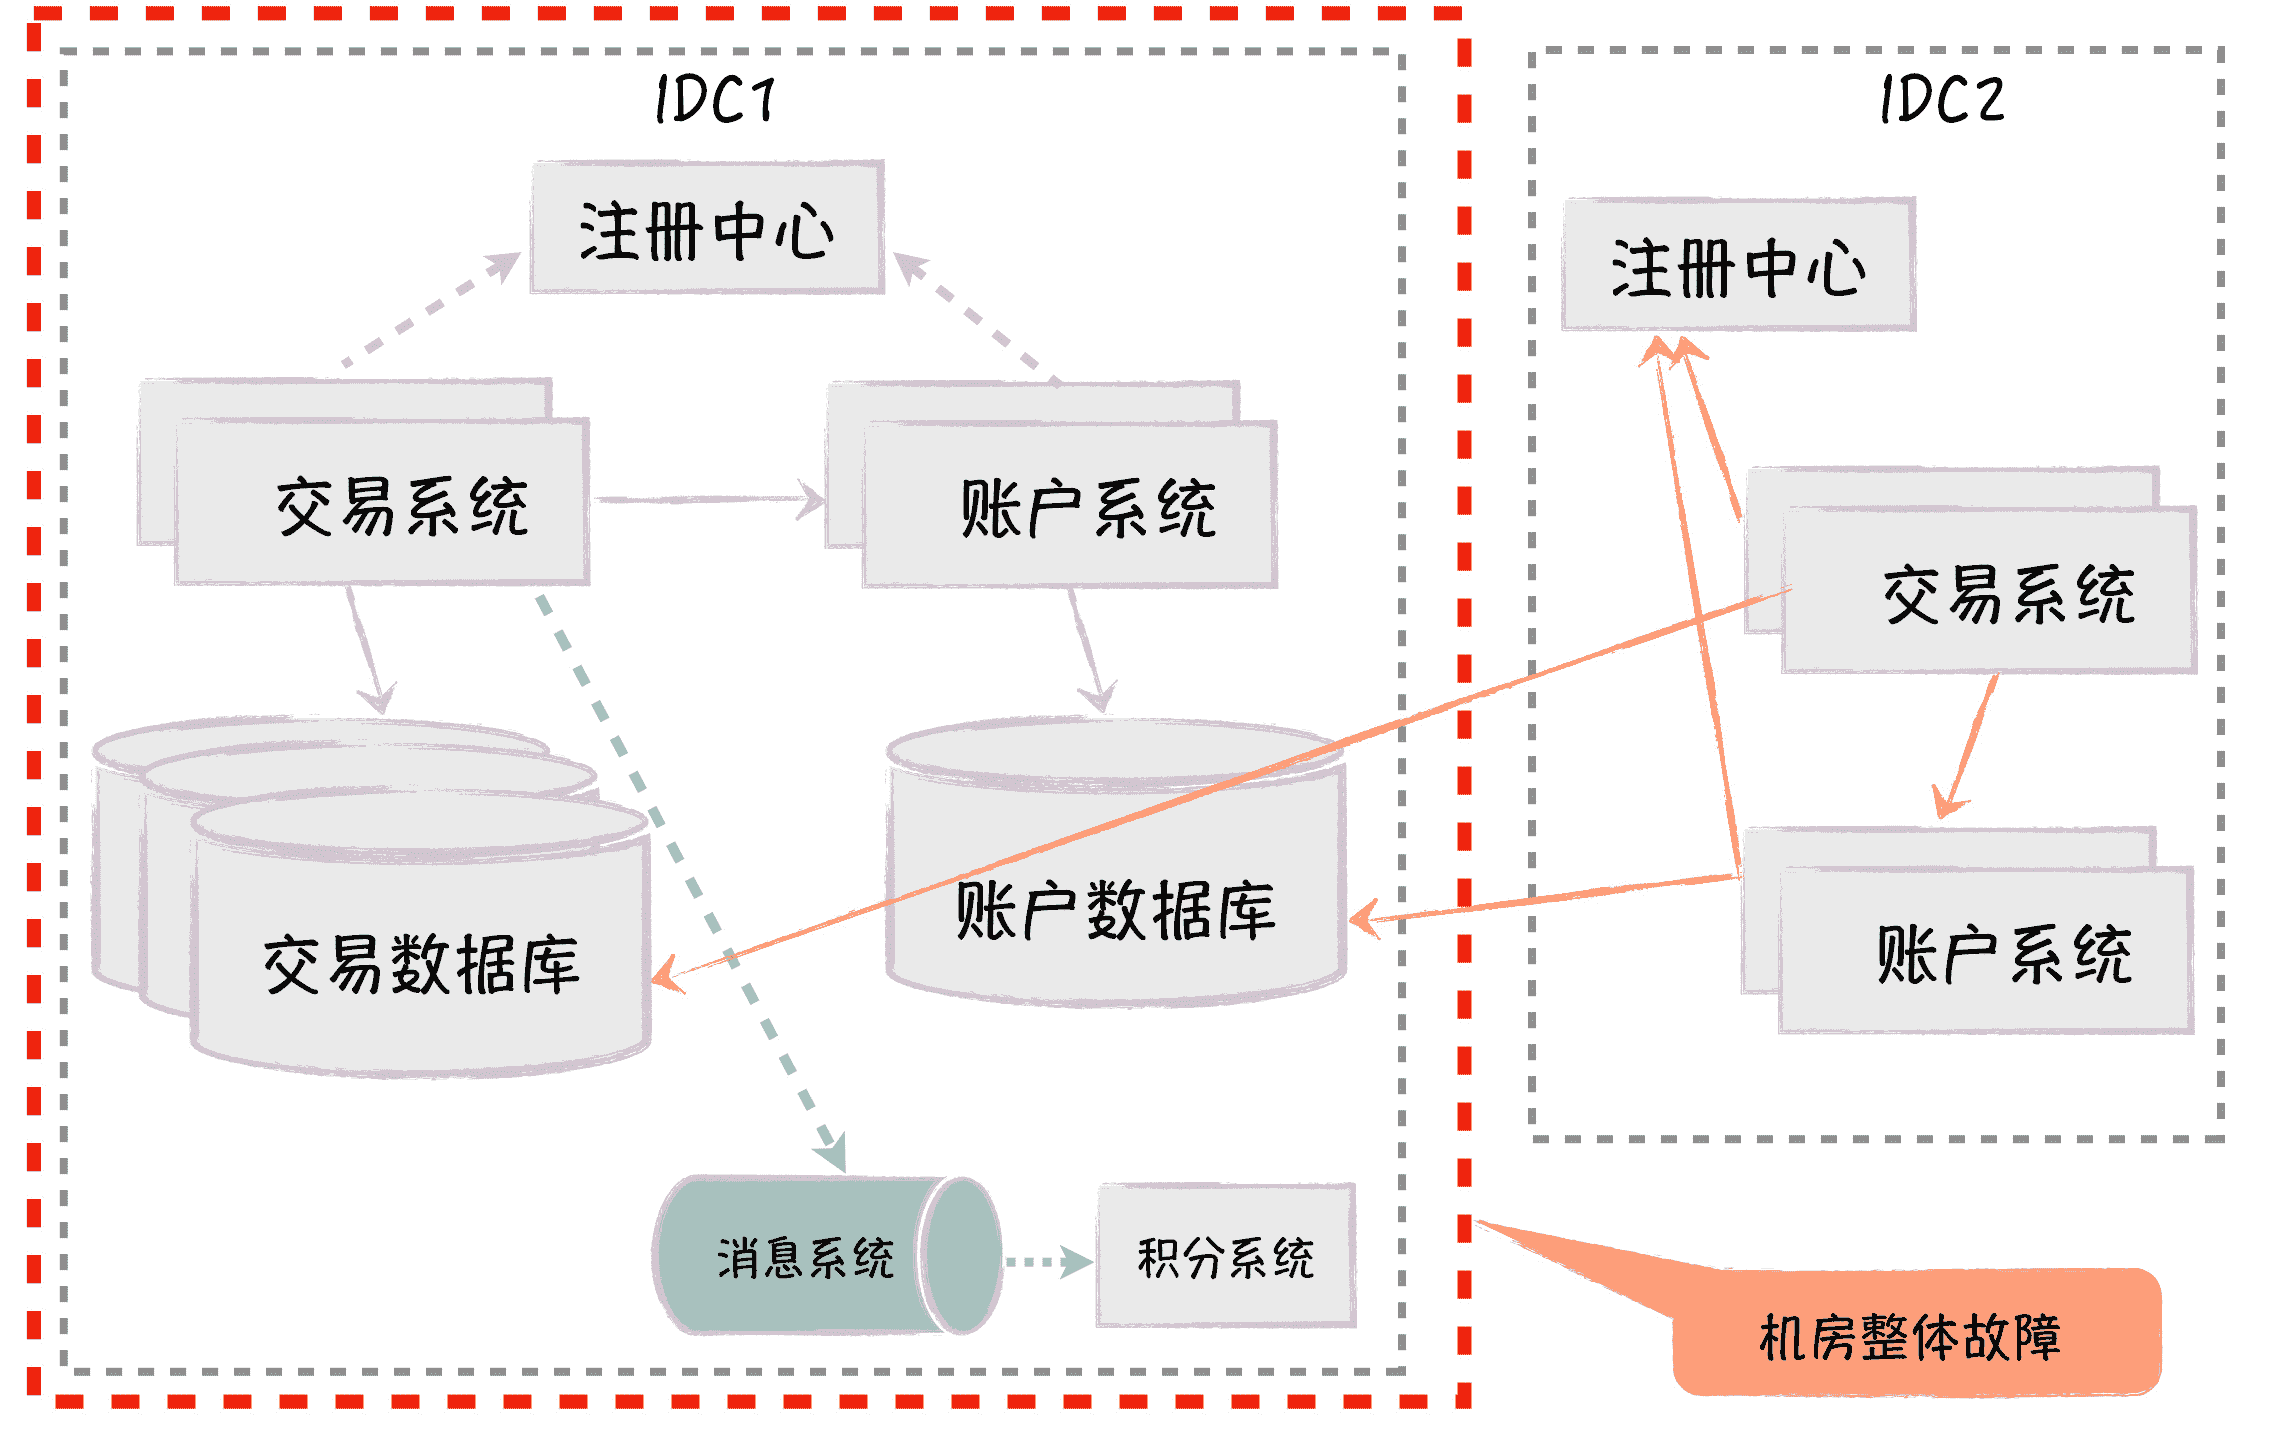 IDC1
IDC2
注册中心
注册中心
交易系统
账户系统
交易系统
账户数据库
交易数据库
账户系统
消息系统
积分系统
机房整体故障